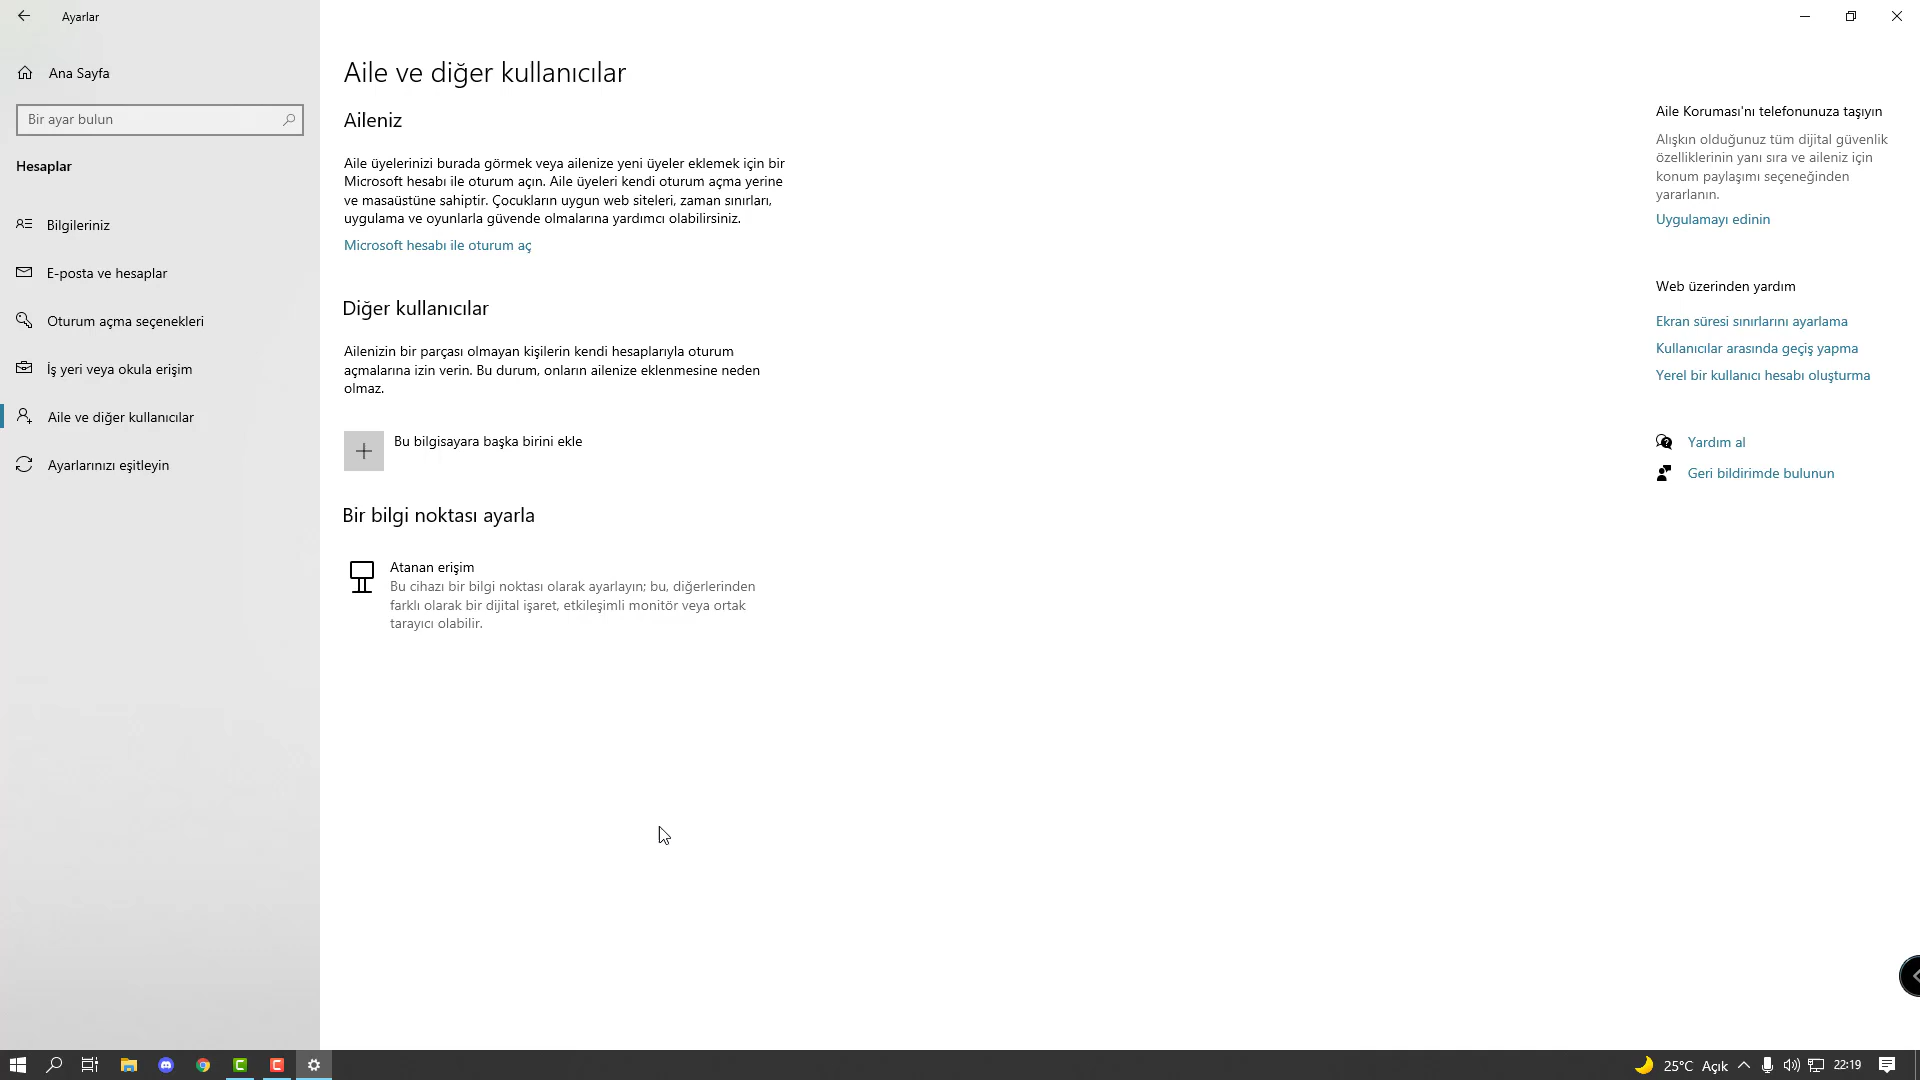 Ayarlar
Ana Sayfa
Bir ayar bulun
Hesaplar
Bilgileriniz
E-posta ve hesaplar
Oturum açma seçenekleri
İş yeri veya okula erişim
Aile ve diğer kullanıcılar
Ayarlarınızı eşitleyin
Aile ve diğer kullanıcılar
Aileniz
Aile üyelerinizi burada görmek veya ailenize yeni üyeler eklemek için bir
Microsoft hesabı ile oturum açın. Aile üyeleri kendi oturum açma yerine
ve masaüstüne sahiptir. Çocukların uygun web siteleri, zaman sınırları,
uygulama ve oyunlarla güvende olmalarına yardımcı olabilirsiniz.
Microsoft hesabı ile oturum aç
Diğer kullanıcılar
Ailenizin bir parçası olmayan kişilerin kendi hesaplarıyla oturum
açmalarına izin verin. Bu durum, onların ailenize eklenmesine neden
olmaz.
Bu bilgisayara başka birini ekle
Bir bilgi noktası ayarla
Atanan erişim
Bu cihazı bir bilgi noktası olarak ayarlayın; bu, diğerlerinden
farklı olarak bir dijital işaret, etkileşimli monitör veya ortak
tarayıcı olabilir.
Aile Koruması'nı telefonunuza taşıyın
Alışkın olduğunuz tüm dijital güvenlik
özelliklerinin yanı sıra ve aileniz için
konum paylaşımı seçeneğinden
yararlanın.
Uygulamayı edinin
Web üzerinden yardım
Ekran süresi sınırlarını ayarlama
Kullanıcılar arasında geçiş yapma
Yerel bir kullanıcı hesabı oluşturma
Yardım al
Geri bildirimde bulunun
25°C Açık
22:19